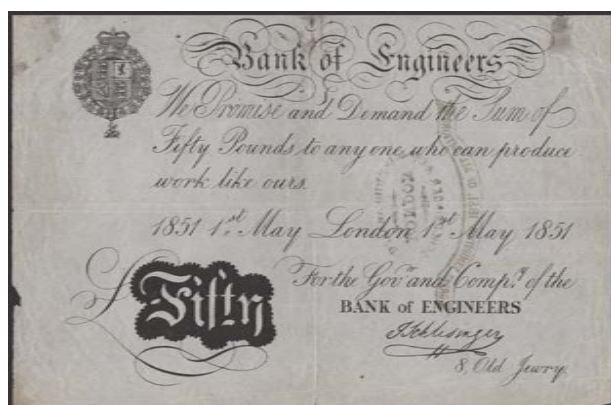 Bank of Engineers
We Promise and Demand the Sum of
Fifty Pounds to any one who can produce
work like ours.
1851 1st May London 1st May 1851
£ Fifty
For the Govr and Compy of the
BANK of ENGINEERS
J Schlesinger
8, Old Jewry.
LONDON